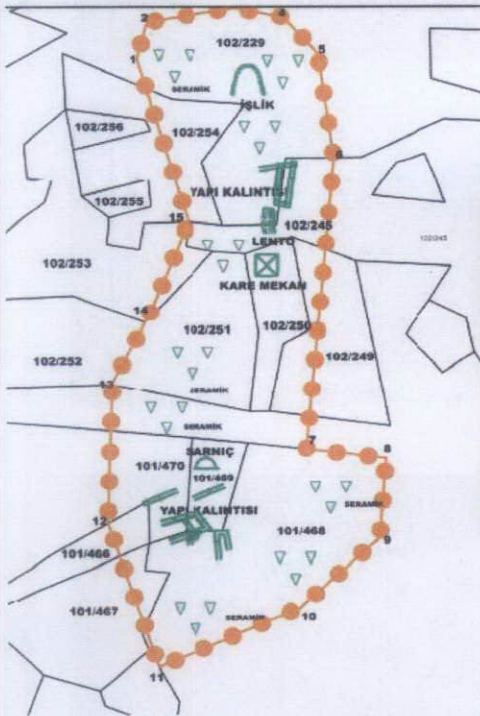 2
4
102/229
5
1
SERAMİK
İŞLİK
102/256
102/254
6
YAPI KALINTISI
102/255
15
102/245
LENTO
102/245
102/253
KARE MEKAN
14
102/251
102/250
102/252
102/249
13
SERAMİK
SERAMİK
7
SARNIÇ
8
101/470
101/469
SERAMİK
YAPI KALINTISI
12
101/468
9
101/466
101/467
10
SERAMİK
11